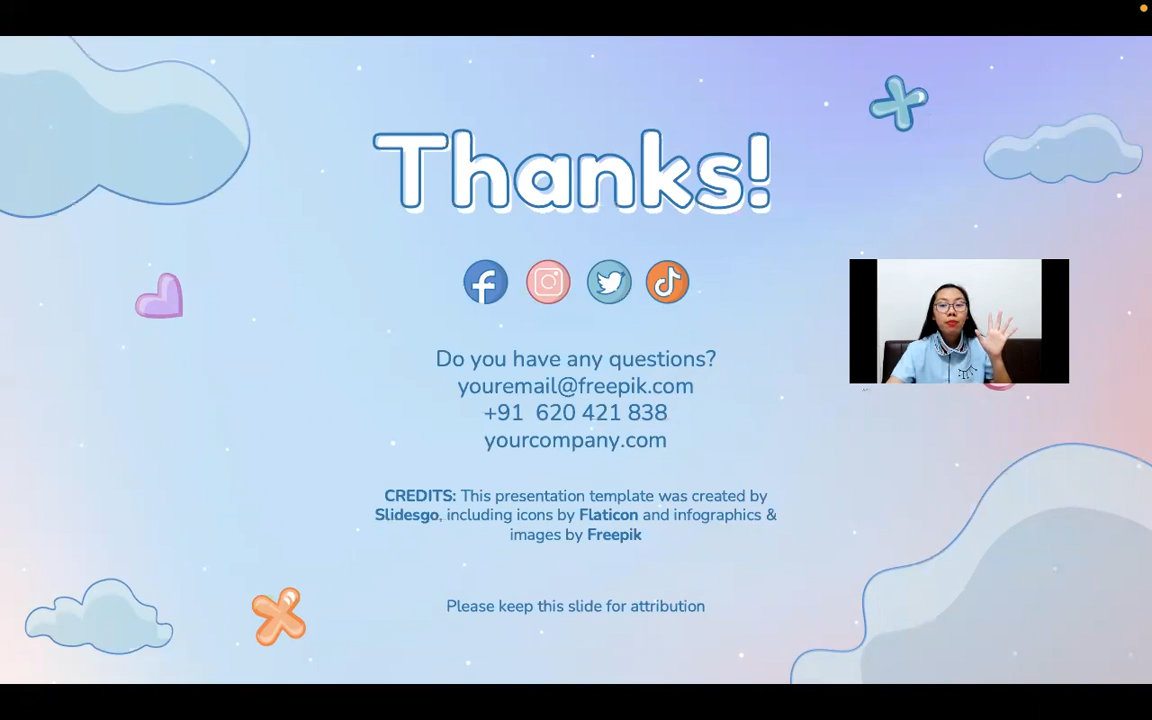 Thanks!
Do you have any questions?
youremail@freepik.com
+91  620 421 838
yourcompany.com
CREDITS: This presentation template was created by
Slidesgo, including icons by Flaticon and infographics &
images by Freepik
Please keep this slide for attribution